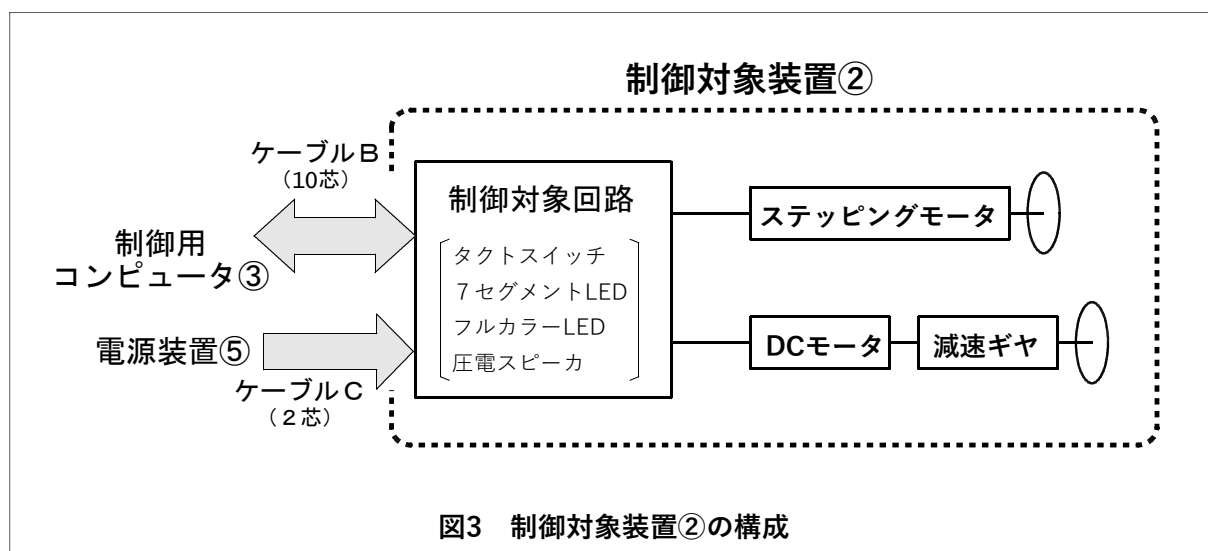 制御対象装置②
ケーブルB
（10芯）
制御用
コンピュータ③
電源装置⑤
ケーブルC
（２芯）
制御対象回路
タクトスイッチ
７セグメントLED
フルカラーLED
圧電スピーカ
ステッピングモータ
DCモータ
減速ギヤ
図3　制御対象装置②の構成